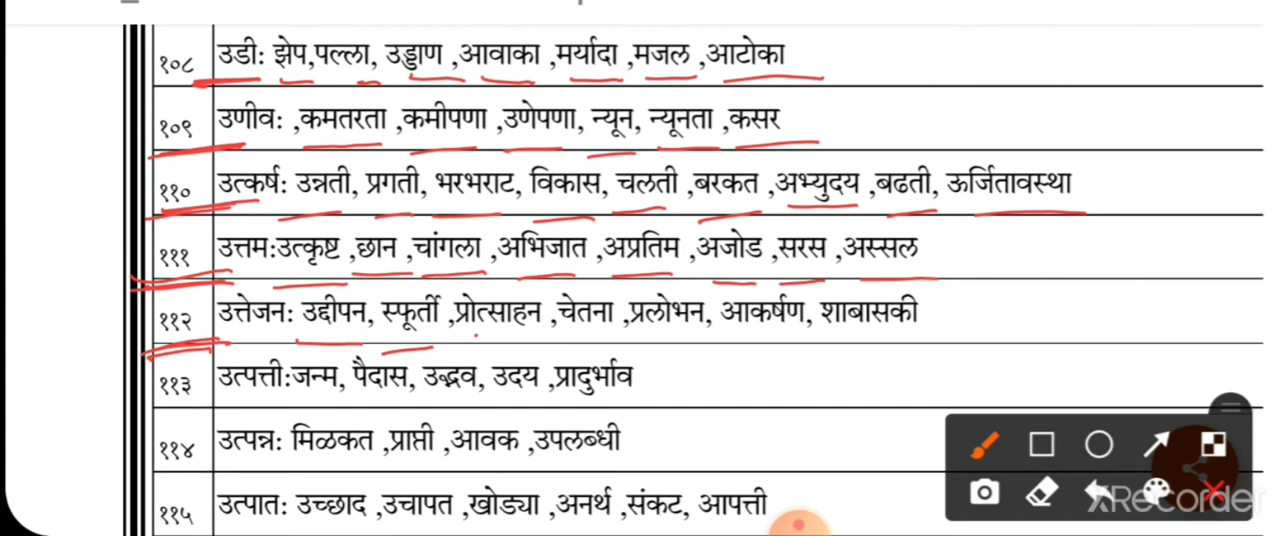 १०८ उडी: झेप,पल्ला, उड्डाण ,आवाका ,मर्यादा ,मजल ,आटोका
१०९ उणीव: ,कमतरता ,कमीपणा ,उणेपणा, न्यून, न्यूनता ,कसर
११० उत्कर्ष: उन्नती, प्रगती, भरभराट, विकास, चलती ,बरकत ,अभ्युदय ,बढती, ऊर्जितावस्था
१११ उत्तम:उत्कृष्ट ,छान ,चांगला ,अभिजात ,अप्रतिम ,अजोड ,सरस ,अस्सल
११२ उत्तेजन: उद्दीपन, स्फूर्ती ,प्रोत्साहन ,चेतना ,प्रलोभन, आकर्षण, शाबासकी
११३ उत्पत्ती:जन्म, पैदास, उद्भव, उदय ,प्रादुर्भाव
११४ उत्पन्न: मिळकत ,प्राप्ती ,आवक ,उपलब्धी
११५ उत्पात: उच्छाद ,उचापत ,खोड्या ,अनर्थ ,संकट, आपत्ती
XRecorder